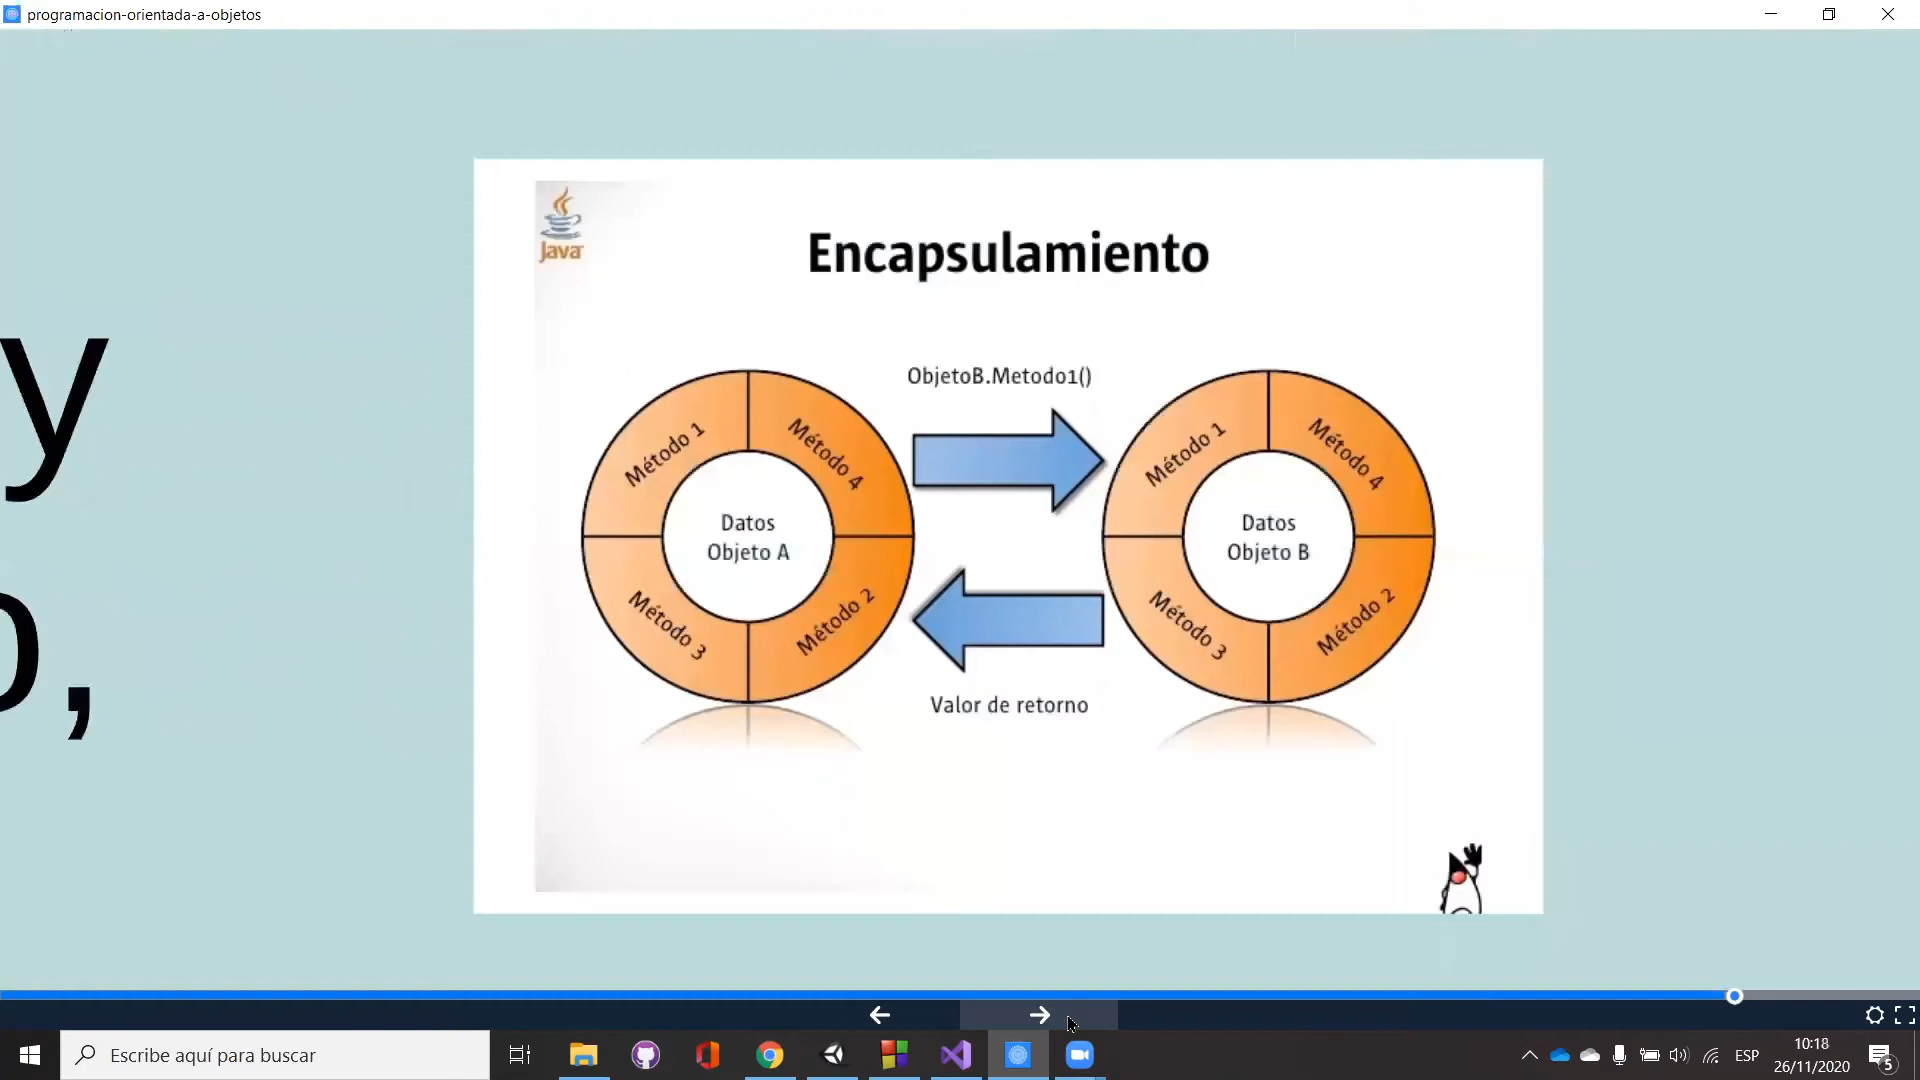 programacion-orientada-a-objetos
y
o,
Java
Encapsulamiento
ObjetoB.Metodo1()
Método 1
Método 4
Datos
Objeto A
Método 3
Método 2
Método 1
Método 4
Datos
Objeto B
Método 3
Método 2
Valor de retorno
Escribe aquí para buscar
ESP
10:18
26/11/2020
5